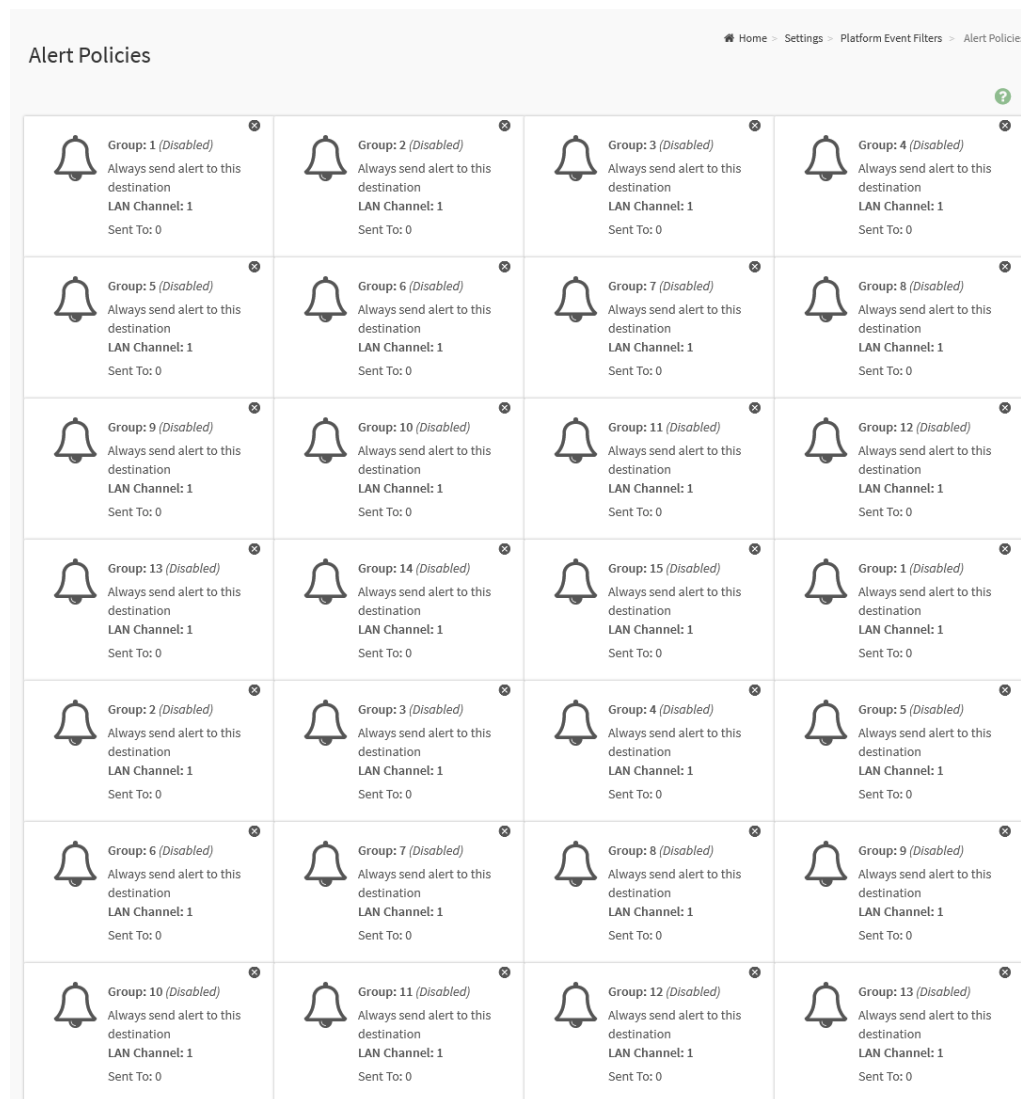 Home > Settings > Platform Event Filters > Alert Policie
Alert Policies
?
Group: 1 (Disabled)
Always send alert to this
destination
LAN Channel: 1
Sent To: 0
Group: 2 (Disabled)
Always send alert to this
destination
LAN Channel: 1
Sent To: 0
Group: 3 (Disabled)
Always send alert to this
destination
LAN Channel: 1
Sent To: 0
Group: 4 (Disabled)
Always send alert to this
destination
LAN Channel: 1
Sent To: 0
Group: 5 (Disabled)
Always send alert to this
destination
LAN Channel: 1
Sent To: 0
Group: 6 (Disabled)
Always send alert to this
destination
LAN Channel: 1
Sent To: 0
Group: 7 (Disabled)
Always send alert to this
destination
LAN Channel: 1
Sent To: 0
Group: 8 (Disabled)
Always send alert to this
destination
LAN Channel: 1
Sent To: 0
Group: 9 (Disabled)
Always send alert to this
destination
LAN Channel: 1
Sent To: 0
Group: 10 (Disabled)
Always send alert to this
destination
LAN Channel: 1
Sent To: 0
Group: 11 (Disabled)
Always send alert to this
destination
LAN Channel: 1
Sent To: 0
Group: 12 (Disabled)
Always send alert to this
destination
LAN Channel: 1
Sent To: 0
Group: 13 (Disabled)
Always send alert to this
destination
LAN Channel: 1
Sent To: 0
Group: 14 (Disabled)
Always send alert to this
destination
LAN Channel: 1
Sent To: 0
Group: 15 (Disabled)
Always send alert to this
destination
LAN Channel: 1
Sent To: 0
Group: 1 (Disabled)
Always send alert to this
destination
LAN Channel: 1
Sent To: 0
Group: 2 (Disabled)
Always send alert to this
destination
LAN Channel: 1
Sent To: 0
Group: 3 (Disabled)
Always send alert to this
destination
LAN Channel: 1
Sent To: 0
Group: 4 (Disabled)
Always send alert to this
destination
LAN Channel: 1
Sent To: 0
Group: 5 (Disabled)
Always send alert to this
destination
LAN Channel: 1
Sent To: 0
Group: 6 (Disabled)
Always send alert to this
destination
LAN Channel: 1
Sent To: 0
Group: 7 (Disabled)
Always send alert to this
destination
LAN Channel: 1
Sent To: 0
Group: 8 (Disabled)
Always send alert to this
destination
LAN Channel: 1
Sent To: 0
Group: 9 (Disabled)
Always send alert to this
destination
LAN Channel: 1
Sent To: 0
Group: 10 (Disabled)
Always send alert to this
destination
LAN Channel: 1
Sent To: 0
Group: 11 (Disabled)
Always send alert to this
destination
LAN Channel: 1
Sent To: 0
Group: 12 (Disabled)
Always send alert to this
destination
LAN Channel: 1
Sent To: 0
Group: 13 (Disabled)
Always send alert to this
destination
LAN Channel: 1
Sent To: 0